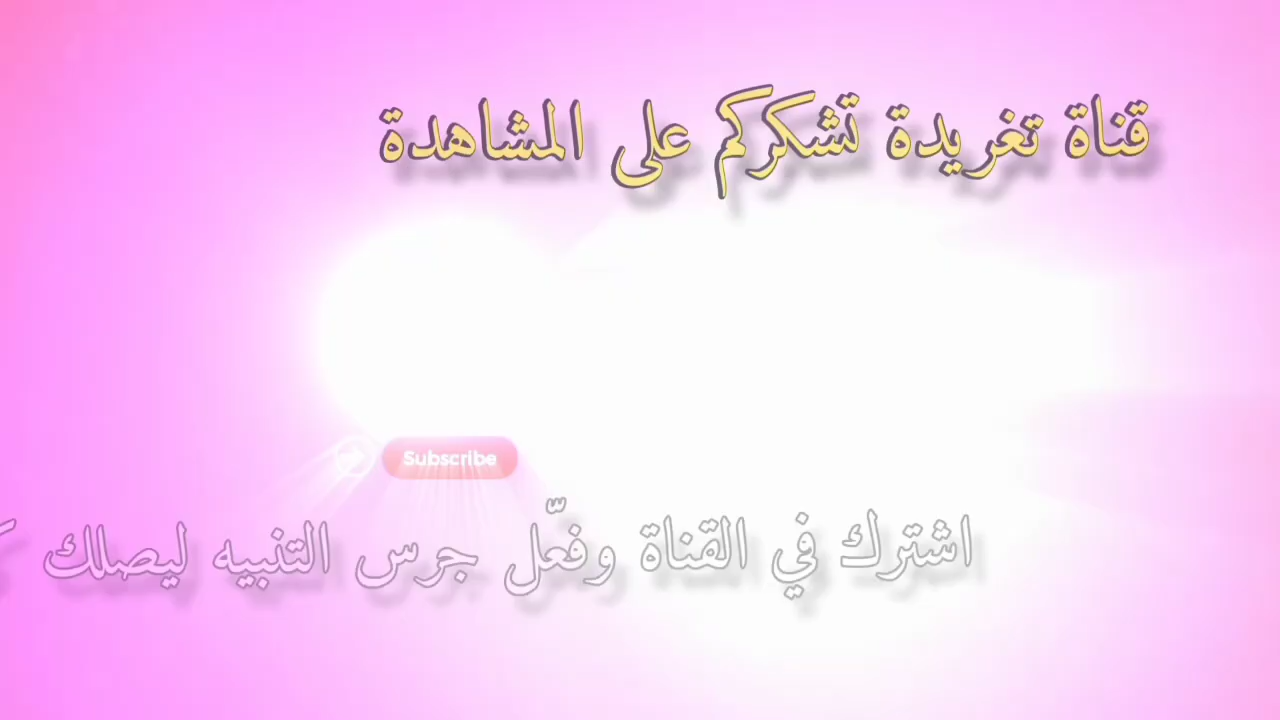 قناة تغريدة تشكركم على المشاهدة
Subscribe
اشترك في القناة وفعّل جرس التنبيه ليصلك